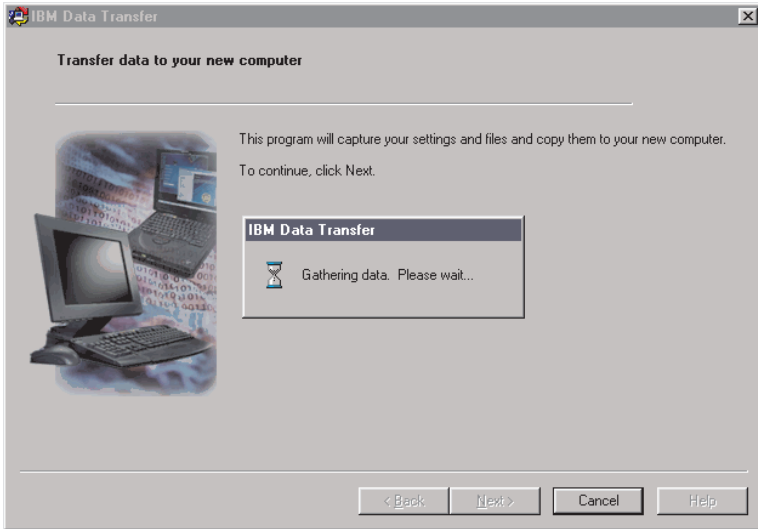 IBM Data Transfer
Transfer data to your new computer
This program will capture your settings and files and copy them to your new computer.
To continue, click Next.
IBM Data Transfer
Gathering data. Please wait...
< Back Next > Cancel Help